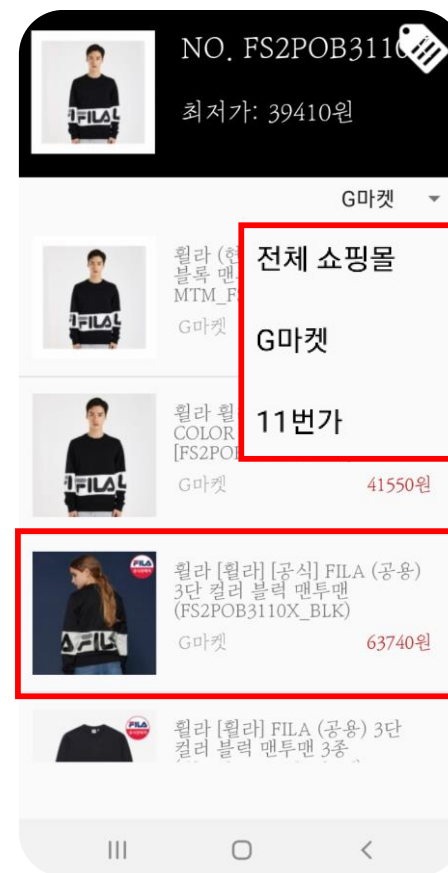 NO. FS2POB3110
최저가: 39410원
G마켓
전체 쇼핑몰
G마켓
11번가
휠라 (현
블록 맨
MTM_FS
G마켓
휠라 휠
COLOR
[FS2POB
G마켓 41550원
휠라 [휠라] [공식] FILA (공용)
3단 컬러 블럭 맨투맨
(FS2POB3110X_BLK)
G마켓 63740원
휠라 [휠라] FILA (공용) 3단
컬러 블럭 맨투맨 3종